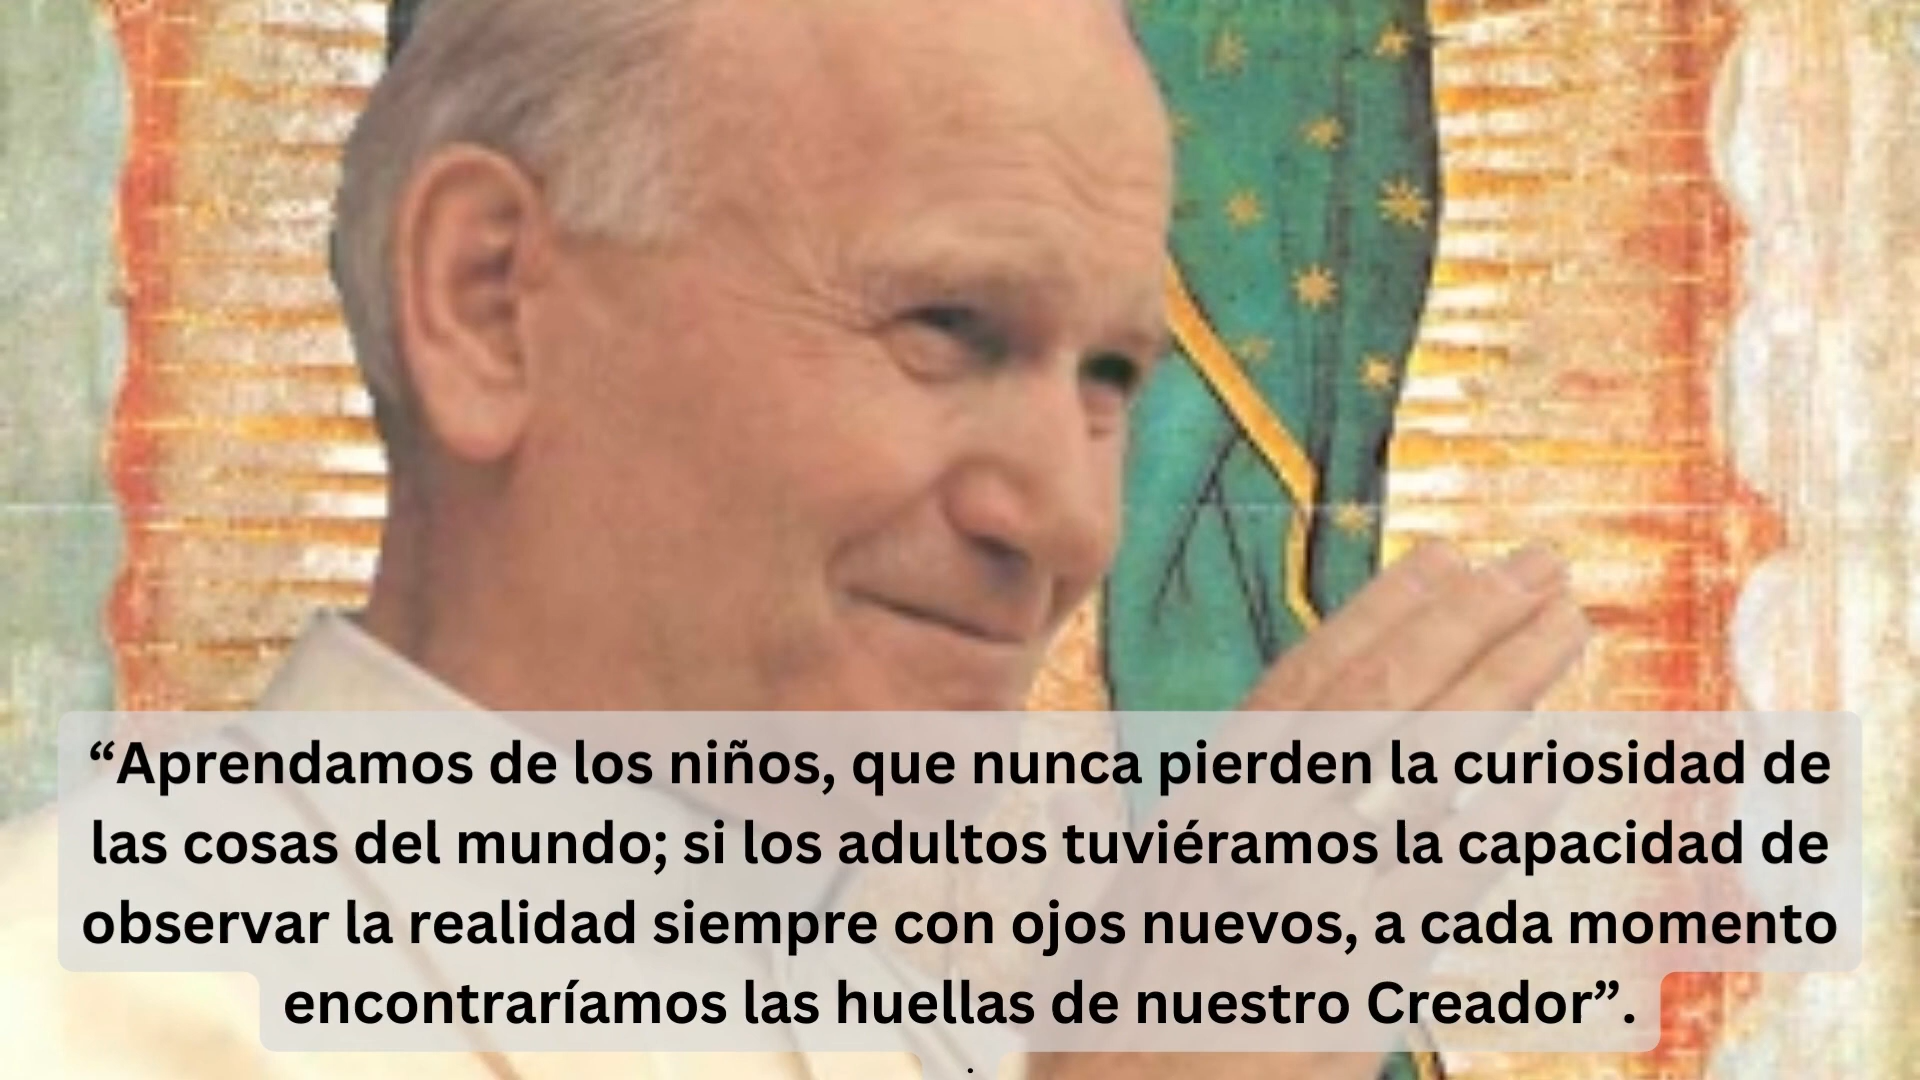 “Aprendamos de los niños, que nunca pierden la curiosidad de
las cosas del mundo; si los adultos tuviéramos la capacidad de
observar la realidad siempre con ojos nuevos, a cada momento
encontraríamos las huellas de nuestro Creador”.
.